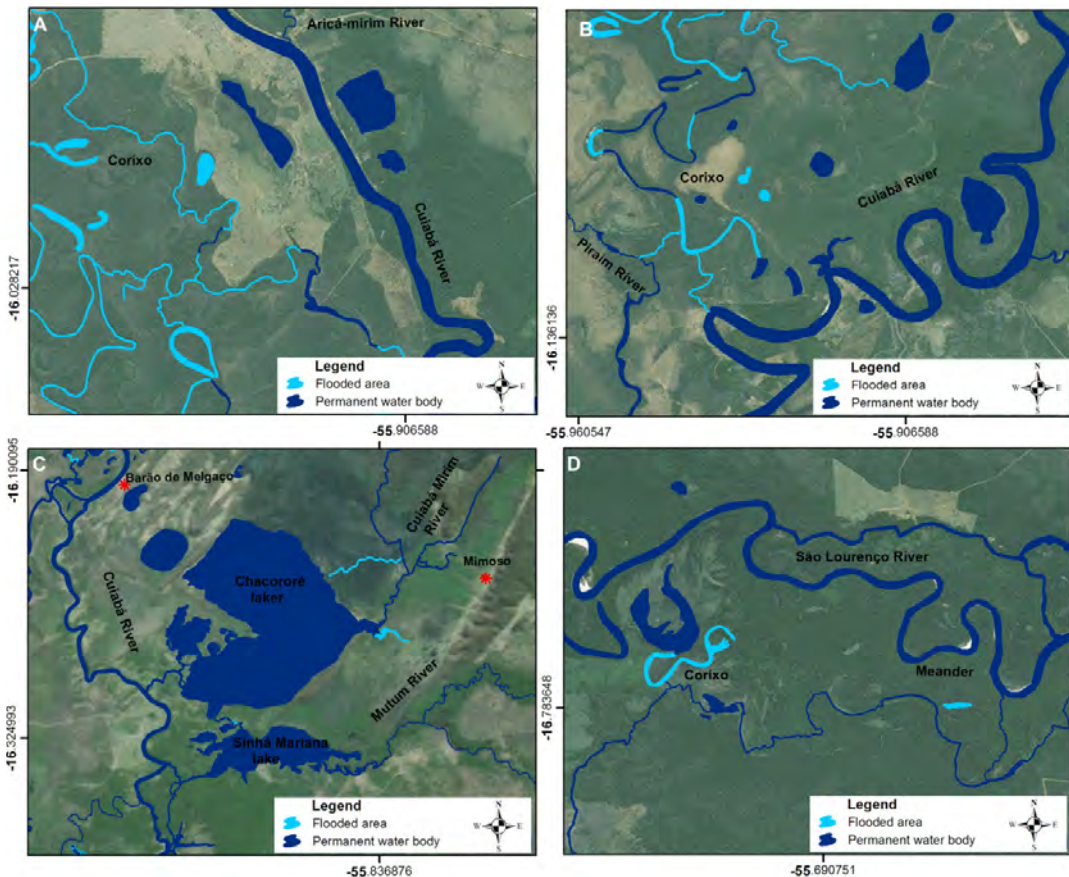 A
Aricá-mirim River
Corixo
Cuiabá River
-16.028217
Legend
Flooded area
Permanent water body
N
W E
S
-55.906588
B
Corixo
Cuiabá River
Piraim River
-16.136136
Legend
Flooded area
Permanent water body
N
W E
S
-55.960547
-55.906588
C
-16.190095
Barão de Melgaço
Cuiabá Mirim
River
Mimoso
Chacororé
laker
Cuiabá River
Mutum River
-16.324993
Sinhá Mariana
lake
Legend
Flooded area
Permanent water body
N
W E
S
-55.836876
D
São Lourenço River
Corixo
Meander
-16.783648
Legend
Flooded area
Permanent water body
N
W E
S
-55.690751